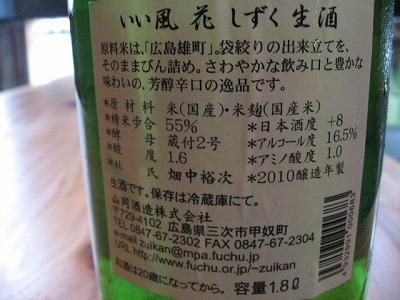 いい風 花 しずく 生酒
原料米は、「広島雄町」。袋絞りの出来立てを、
そのままびん詰め。さわやかな飲み口と豊かな
味わいの、芳醇辛口の逸品です。
*原材料 米(国産)・米麹(国産米)
*精米歩合 55% *日本酒度 +8
*酵母 蔵付2号 *アルコール度 16.5%
*酸度 1.6 *アミノ酸度 1.0
*杜氏 畑中裕次 *2010醸造年製
生酒です。保存は冷蔵庫にて。
山岡酒造株式会社
〒729-4102 広島県三次市甲奴町
TEL 0847-67-2302 FAX 0847-67-2304
e-mail zuikan@mpa.fuchu.jp
URL http://www.fuchu.or.jp/~zuikan
お酒は20歳になってから。 容量1.8ℓ